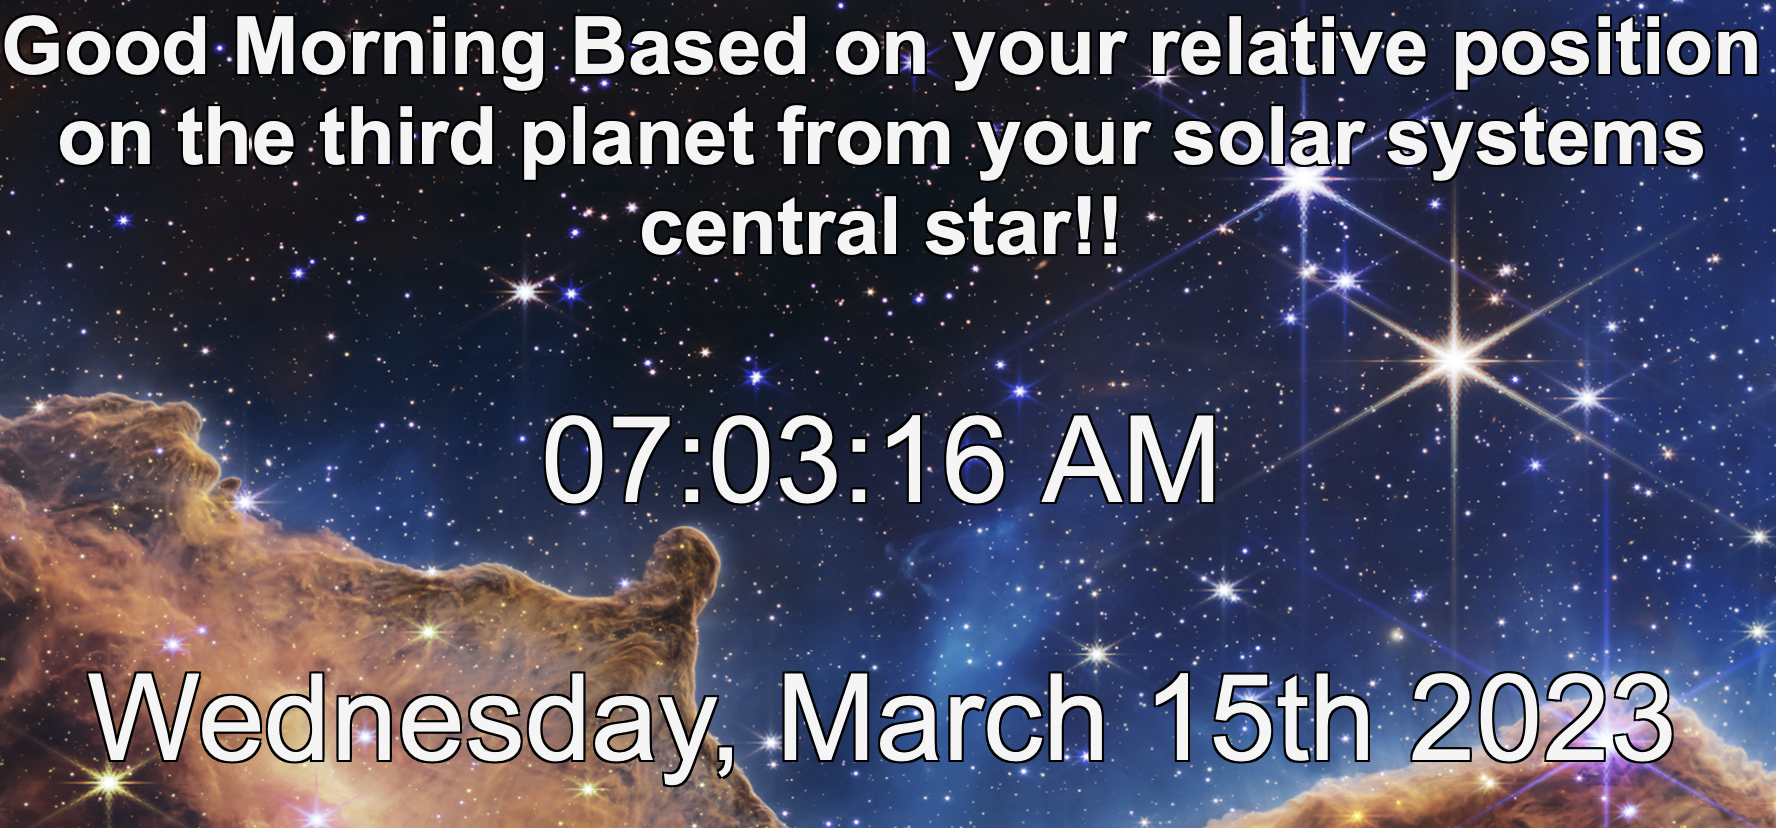 Good Morning Based on your relative position
on the third planet from your solar systems
central star!!
07:03:16 AM
Wednesday, March 15th 2023